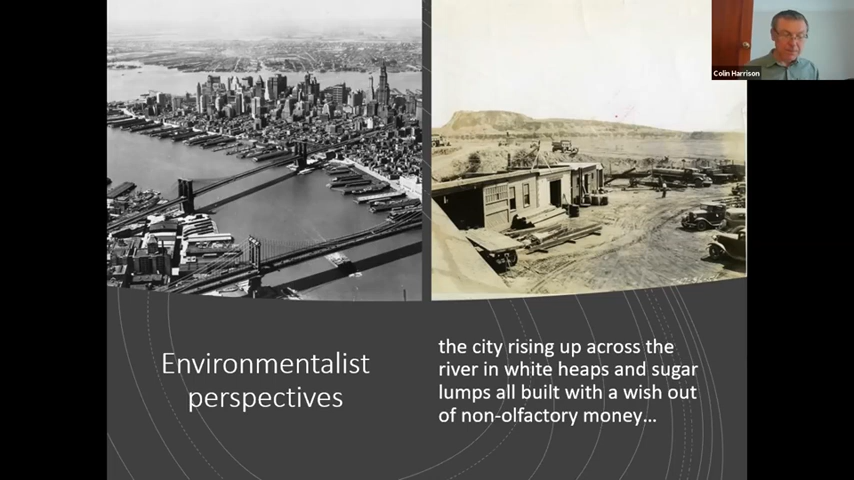 Colin Harrison
Environmentalist
perspectives
the city rising up across the
river in white heaps and sugar
lumps all built with a wish out
of non-olfactory money...